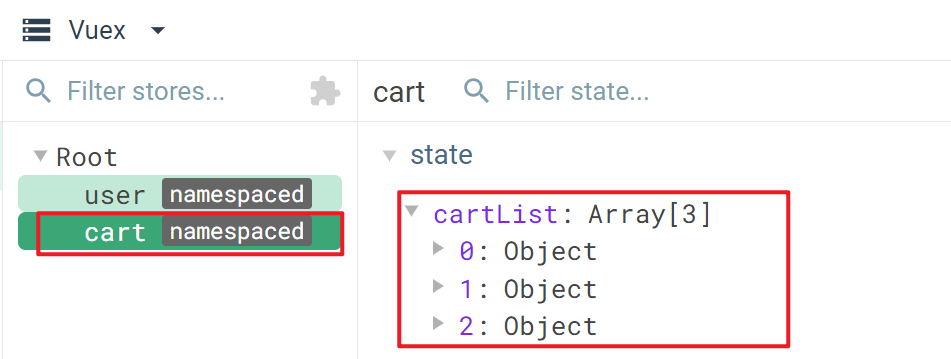 Vuex
Filter stores...
cart
Filter state...
Root
state
user namespaced
cart namespaced
cartList: Array[3]
0: Object
1: Object
2: Object